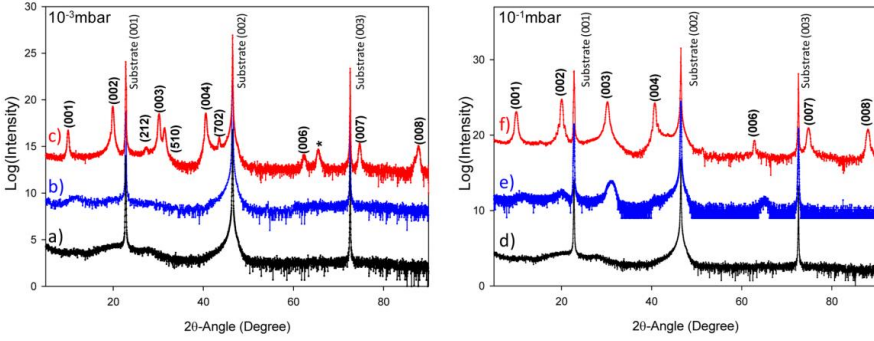 10⁻³mbar
Substrate (001)
Substrate (002)
Substrate (003)
(001)
(002)
(212)
(003)
(510)
(004)
(702)
(006)
*
(007)
(008)
c)
b)
a)
Log(Intensity)
30
25
20
15
10
5
0
20
40
60
80
2θ-Angle (Degree)
10⁻¹mbar
Substrate (001)
Substrate (002)
Substrate (003)
(001)
(002)
(003)
(004)
(006)
(007)
(008)
f)
e)
d)
Log(Intensity)
30
20
10
0
20
40
60
80
2θ-Angle (Degree)